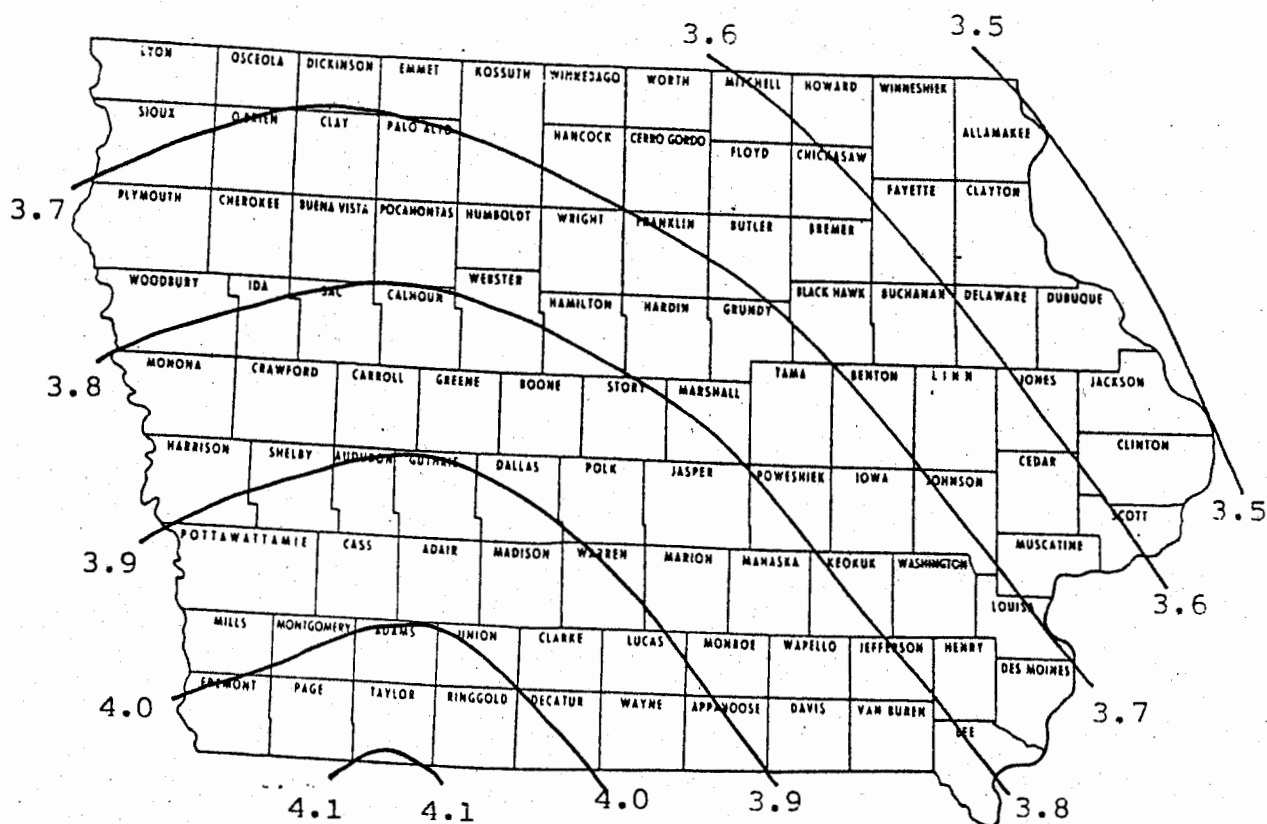 3.5
3.6
LYON OSCEOLA DICKINSON EMMET KOSSUTH WINNEBAGO WORTH MITCHELL HOWARD WINNESHIEK
ALLAMAKEE
SIOUX O'BRIEN CLAY PALO ALTO HANCOCK CERRO GORDO
FLOYD CHICKASAW
3.7
PLYMOUTH CHEROKEE BUENA VISTA POCAHONTAS HUMBOLDT WRIGHT FRANKLIN BUTLER BREMER FAYETTE CLAYTON
WOODBURY IDA SAC CALHOUN WEBSTER HAMILTON HARDIN GRUNDY BLACK HAWK BUCHANAN DELAWARE DUBUQUE
3.8
MONONA CRAWFORD CARROLL GREENE BOONE STORY MARSHALL TAMA BENTON LINN JONES JACKSON
HARRISON SHELBY AUDUBON GUTHRIE DALLAS POLK JASPER POWESHIEK IOWA JOHNSON CEDAR CLINTON
3.5
SCOTT
3.9
POTTAWATTAMIE CASS ADAIR MADISON WARREN MARION MAHASKA KEOKUK WASHINGTON MUSCATINE
LOUISA
3.6
MILLS MONTGOMERY ADAMS UNION CLARKE LUCAS MONROE WAPELLO JEFFERSON HENRY
DES MOINES
4.0
FREMONT PAGE TAYLOR RINGGOLD DECATUR WAYNE APPANOOSE DAVIS VAN BUREN
3.7
LEE
4.1 4.1 4.0 3.9 3.8